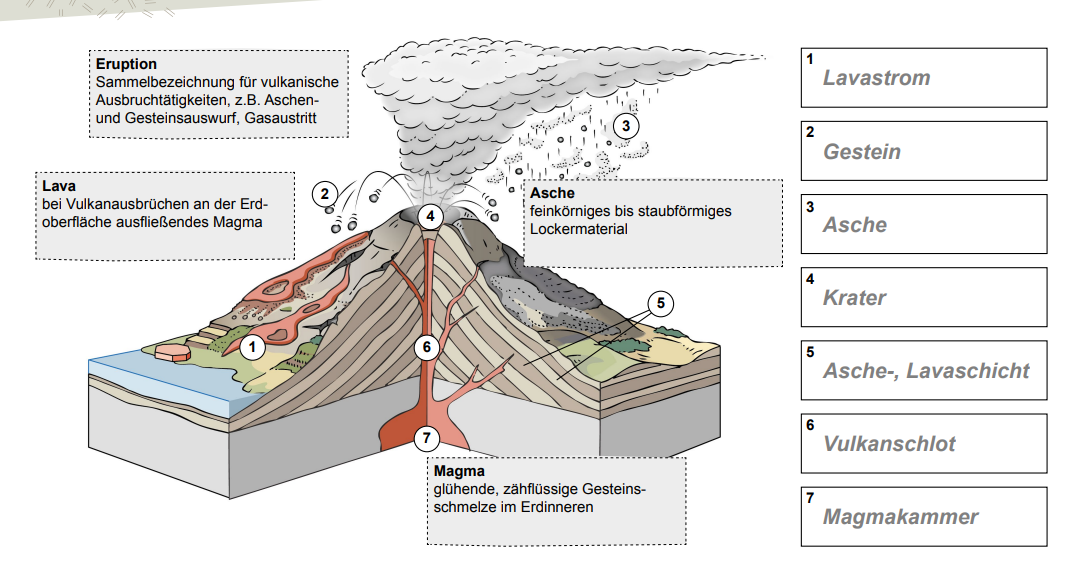 Eruption
Sammelbezeichnung für vulkanische
Ausbruchtätigkeiten, z.B. Aschen-
und Gesteinsauswurf, Gasaustritt
Lava
bei Vulkanausbrüchen an der Erd-
oberfläche ausfließendes Magma
Asche
feinkörniges bis staubförmiges
Lockermaterial
Magma
glühende, zähflüssige Gesteins-
schmelze im Erdinneren
3
2
4
5
1
6
7
1
Lavastrom
2
Gestein
3
Asche
4
Krater
5
Asche-, Lavaschicht
6
Vulkanschlot
7
Magmakammer